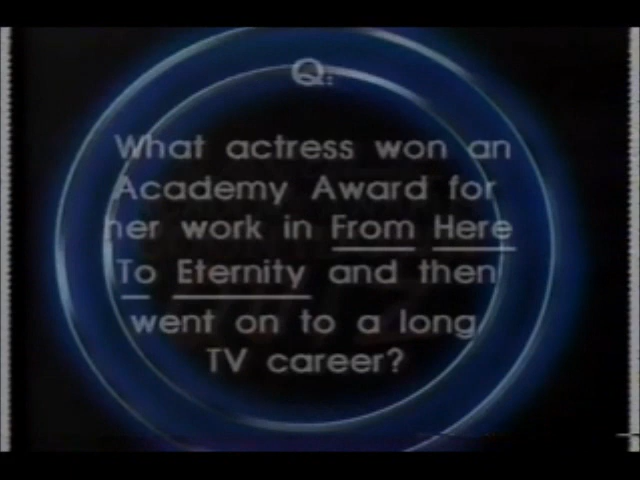 Q:
What actress won an
Academy Award for
her work in From Here
To Eternity and then
went on to a long
TV career?